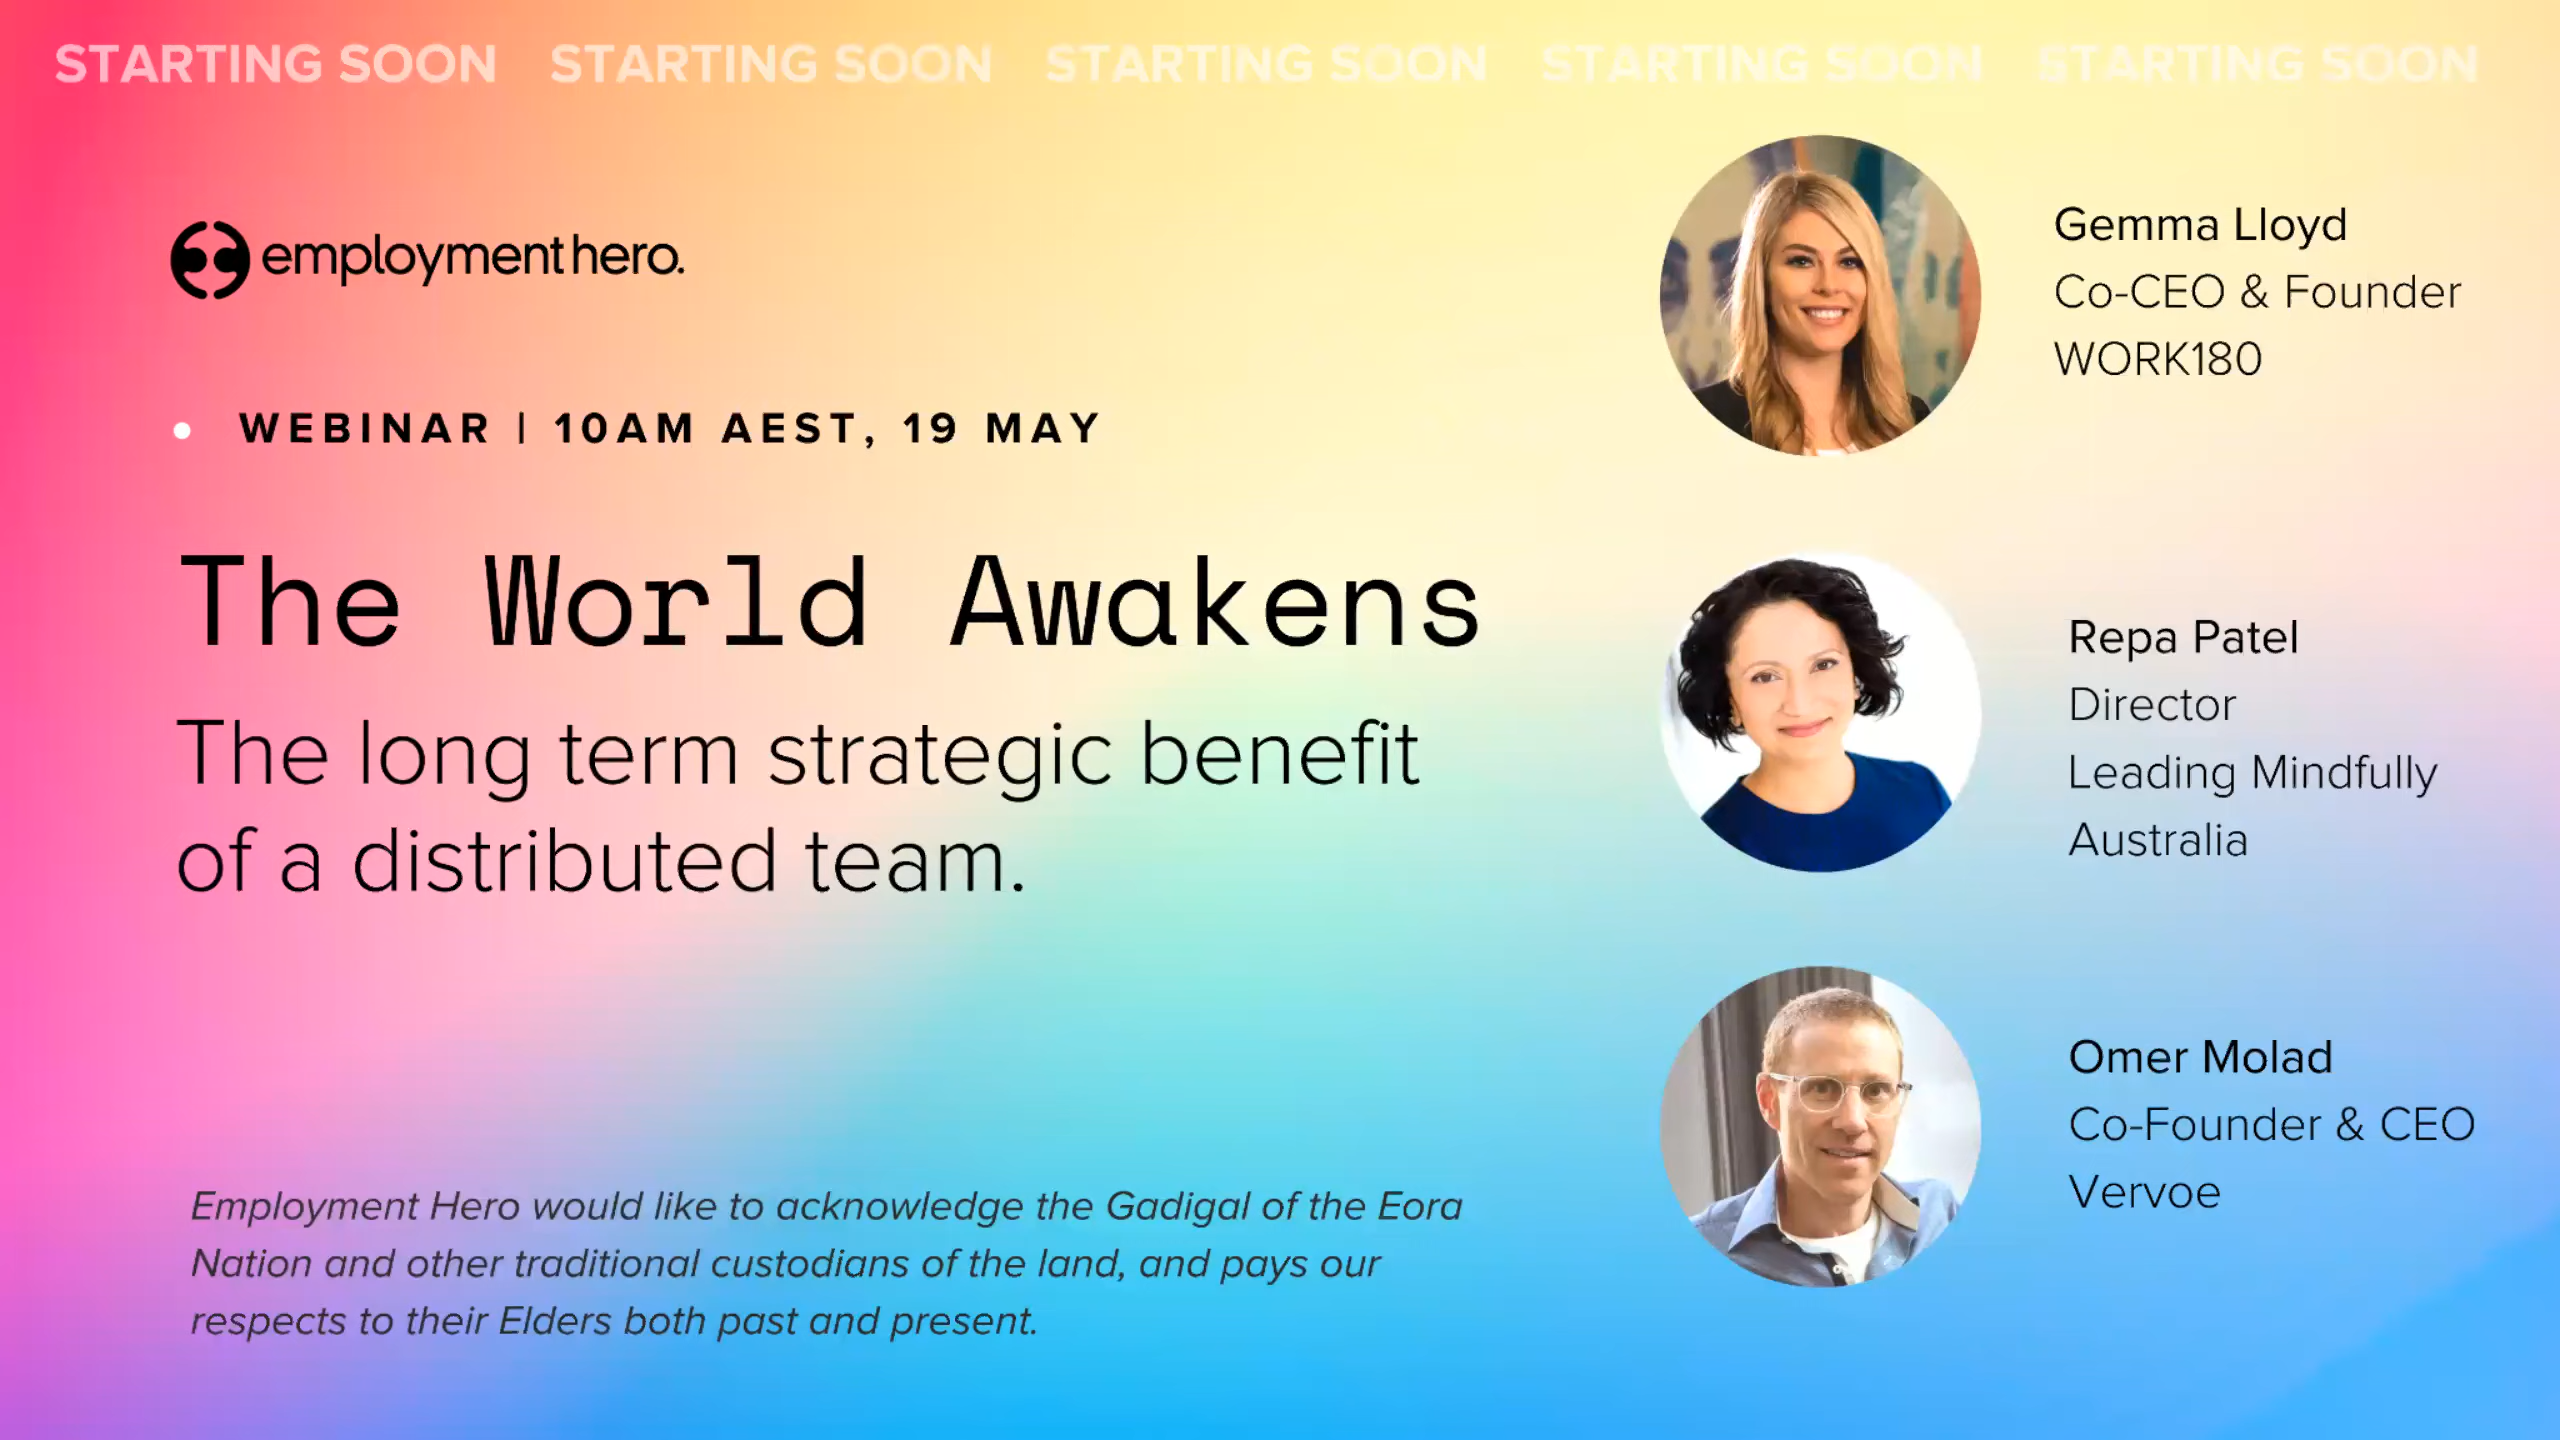 STARTING SOON STARTING SOON STARTING SOON STARTING SOON STARTING SOON
employmenthero.
WEBINAR | 10AM AEST, 19 MAY
The World Awakens
The long term strategic benefit
of a distributed team.
Employment Hero would like to acknowledge the Gadigal of the Eora
Nation and other traditional custodians of the land, and pays our
respects to their Elders both past and present.
Gemma Lloyd
Co-CEO & Founder
WORK180
Repa Patel
Director
Leading Mindfully
Australia
Omer Molad
Co-Founder & CEO
Vervoe